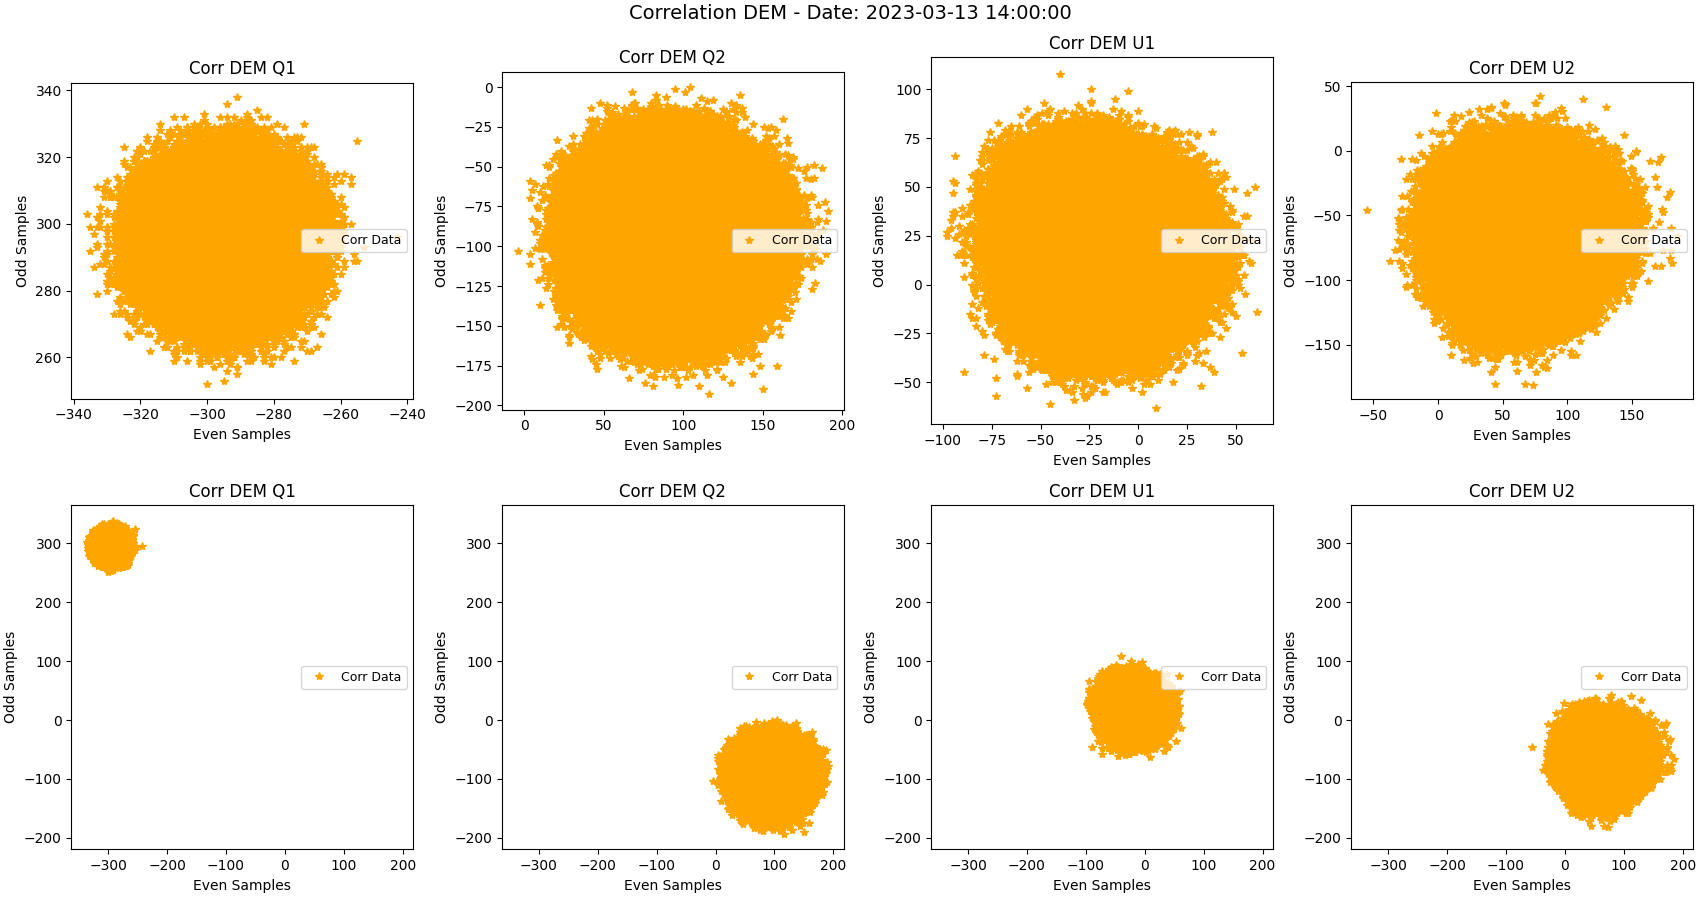 Correlation DEM - Date: 2023-03-13 14:00:00
Corr DEM Q1
340
320
300
280
260
Odd Samples
−340 −320 −300 −280 −260 −240
Even Samples
Corr Data
Corr DEM Q2
0
−25
−50
−75
−100
−125
−150
−175
−200
Odd Samples
0 50 100 150 200
Even Samples
Corr Data
Corr DEM U1
100
75
50
25
0
−25
−50
Odd Samples
−100 −75 −50 −25 0 25 50
Even Samples
Corr Data
Corr DEM U2
50
0
−50
−100
−150
Odd Samples
−50 0 50 100 150
Even Samples
Corr Data
Corr DEM Q1
300
200
100
0
−100
−200
Odd Samples
−300 −200 −100 0 100 200
Even Samples
Corr Data
Corr DEM Q2
300
200
100
0
−100
−200
Odd Samples
−300 −200 −100 0 100 200
Even Samples
Corr Data
Corr DEM U1
300
200
100
0
−100
−200
Odd Samples
−300 −200 −100 0 100 200
Even Samples
Corr Data
Corr DEM U2
300
200
100
0
−100
−200
Odd Samples
−300 −200 −100 0 100 200
Even Samples
Corr Data